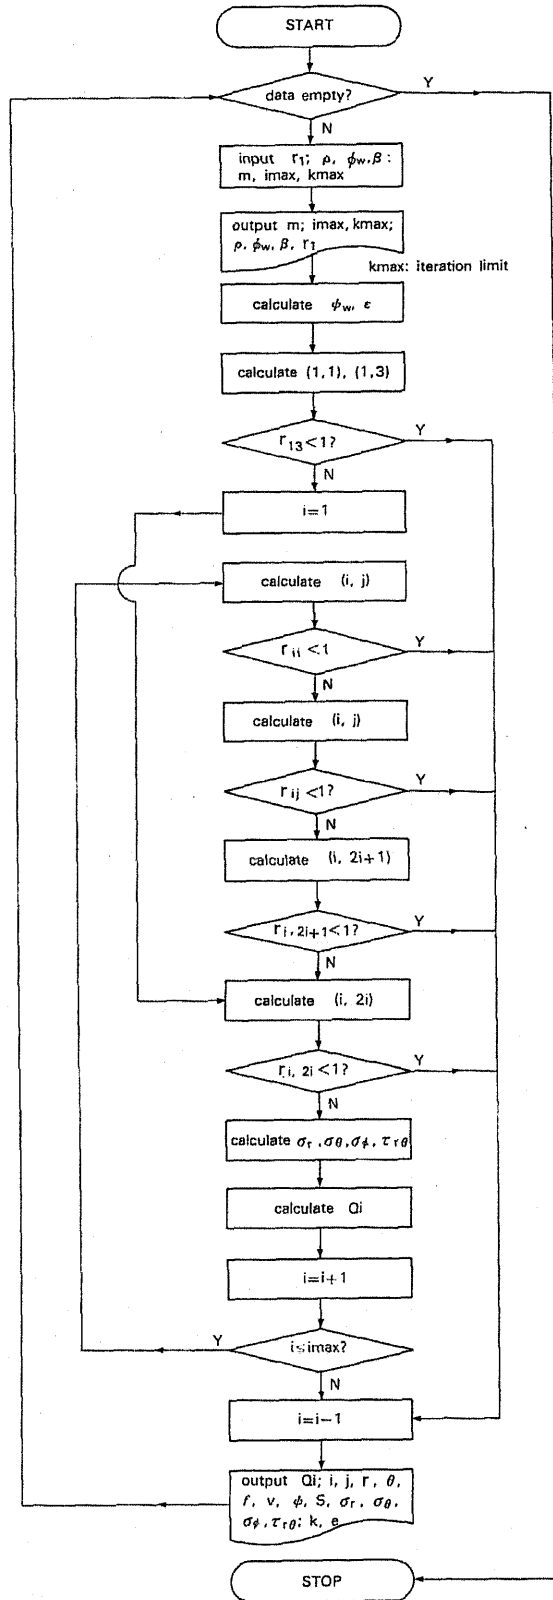 START
data empty?
Y
N
input r1; ρ, ϕw, β:
m, imax, kmax
output m; imax, kmax;
ρ, ϕw, β, r1
kmax: iteration limit
calculate ϕw, ε
calculate (1,1), (1,3)
r13<1?
Y
N
i=1
calculate (i, j)
rii <1
Y
N
calculate (i, j)
rij <1?
Y
N
calculate (i, 2i+1)
ri, 2i+1<1?
Y
N
calculate (i, 2i)
ri, 2i<1?
Y
N
calculate σr, σθ, σϕ, τrθ
calculate Qi
i=i+1
i≤imax?
Y
N
i=i−1
output Qi; i, j, r, θ,
f, v, ϕ, S, σr, σθ,
σϕ, τrθ; k, e
STOP